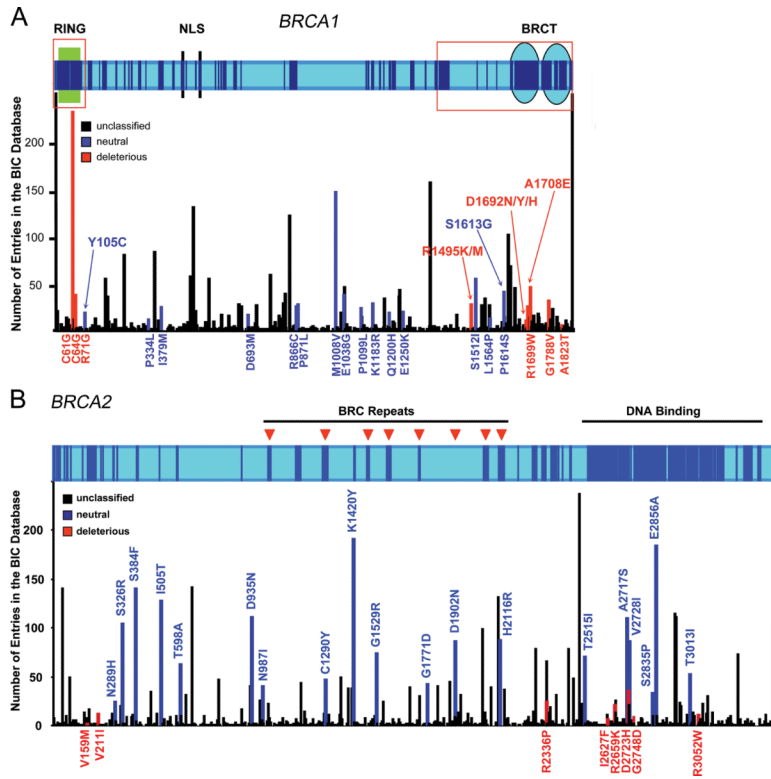 A
BRCA1
RING
NLS
BRCT
Number of Entries in the BIC Database
200
150
100
50
unclassified
neutral
deleterious
Y105C
A1708E
D1692N/Y/H
S1613G
R1495K/M
C61G
C64G
R71G
P334L
I379M
D693M
R866C
P871L
M1008V
E1038G
P1099L
K1183R
Q1200H
E1250K
S1512I
L1564P
P1614S
R1699W
G1788V
A1823T
B
BRCA2
BRC Repeats
DNA Binding
Number of Entries in the BIC Database
200
150
100
50
0
unclassified
neutral
deleterious
N289H
S326R
S384F
I505T
T598A
D935N
N987I
C1290Y
K1420Y
G1529R
G1771D
D1902N
H2116R
T2515I
A2717S
V2728I
S2835P
E2856A
T3013I
V159M
V211I
R2336P
I2627F
R2659K
D2723H
G2748D
R3052W